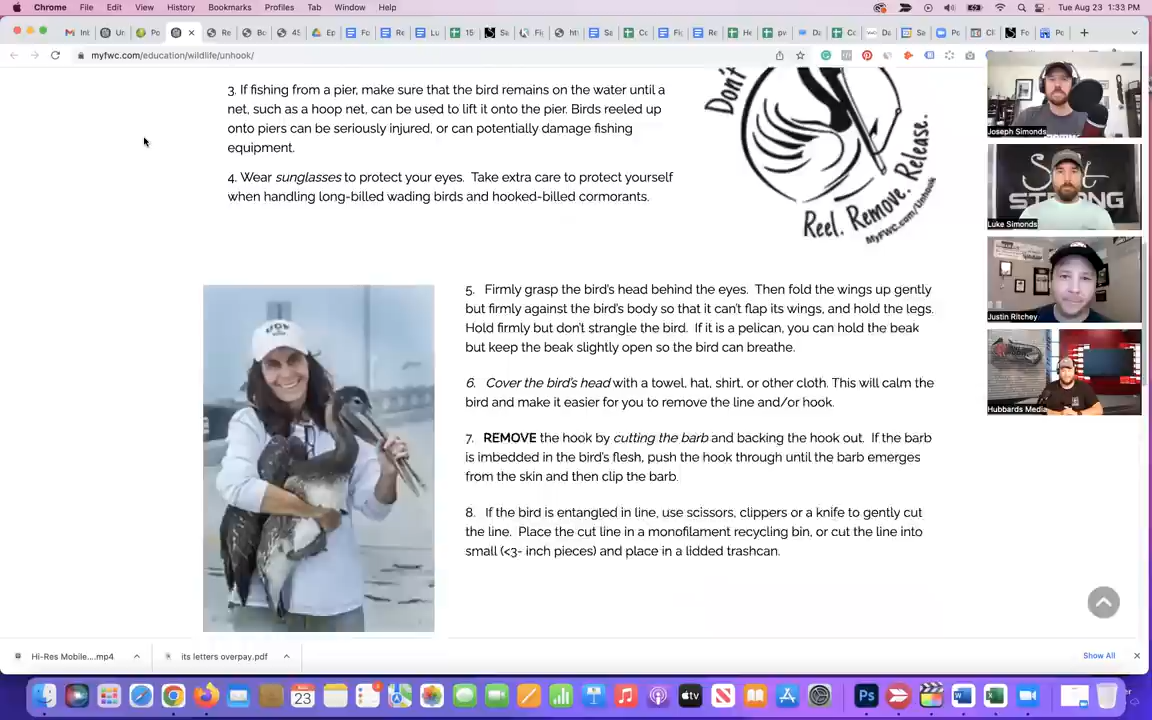 Chrome File Edit View History Bookmarks Profiles Tab Window Help
Tue Aug 23 1:33 PM
myfwc.com/education/wildlife/unhook/
3. If fishing from a pier, make sure that the bird remains on the water until a
net, such as a hoop net, can be used to lift it onto the pier. Birds reeled up
onto piers can be seriously injured, or can potentially damage fishing
equipment.
4. Wear sunglasses to protect your eyes. Take extra care to protect yourself
when handling long-billed wading birds and hooked-billed cormorants.
Don't
Reel. Remove. Release.
MyFWC.com/Unhook
Joseph Simonds
SALT
STRONG
Luke Simonds
Justin Ritchey
Hubbards Media
5. Firmly grasp the bird's head behind the eyes. Then fold the wings up gently
but firmly against the bird's body so that it can't flap its wings, and hold the legs.
Hold firmly but don't strangle the bird. If it is a pelican, you can hold the beak
but keep the beak slightly open so the bird can breathe.
6. Cover the bird's head with a towel, hat, shirt, or other cloth. This will calm the
bird and make it easier for you to remove the line and/or hook.
7. REMOVE the hook by cutting the barb and backing the hook out. If the barb
is imbedded in the bird's flesh, push the hook through until the barb emerges
from the skin and then clip the barb.
8. If the bird is entangled in line, use scissors, clippers or a knife to gently cut
the line. Place the cut line in a monofilament recycling bin, or cut the line into
small (<3- inch pieces) and place in a lidded trashcan.
Hi-Res Mobile....mp4
its letters overpay.pdf
Show All